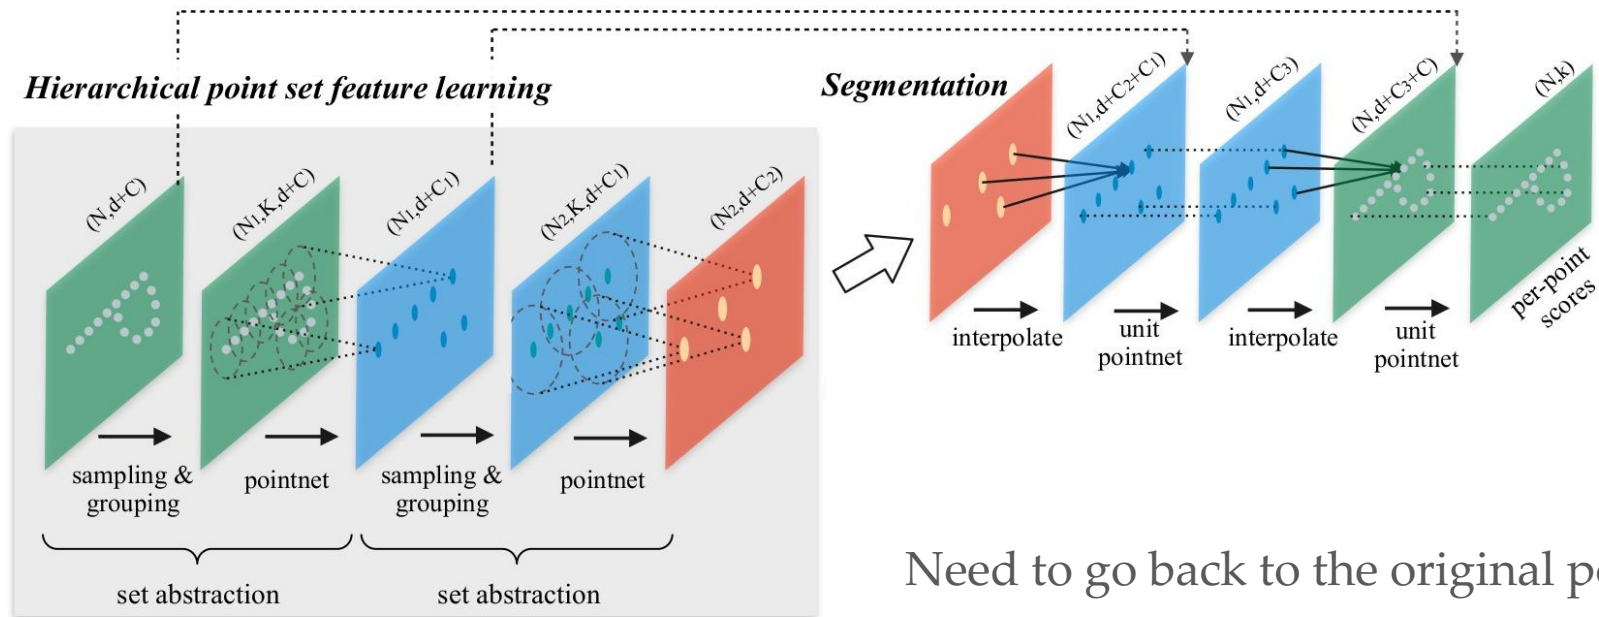 Hierarchical point set feature learning
(N,d+C)
(N1,K,d+C)
(N1,d+C1)
(N2,K,d+C1)
(N2,d+C2)
sampling &
grouping
pointnet
sampling &
grouping
pointnet
set abstraction
set abstraction
Segmentation
(N1,d+C2+C1)
(N1,d+C3)
(N,d+C3+C)
(N,k)
interpolate
unit
pointnet
interpolate
unit
pointnet
per-point
scores
Need to go back to the original